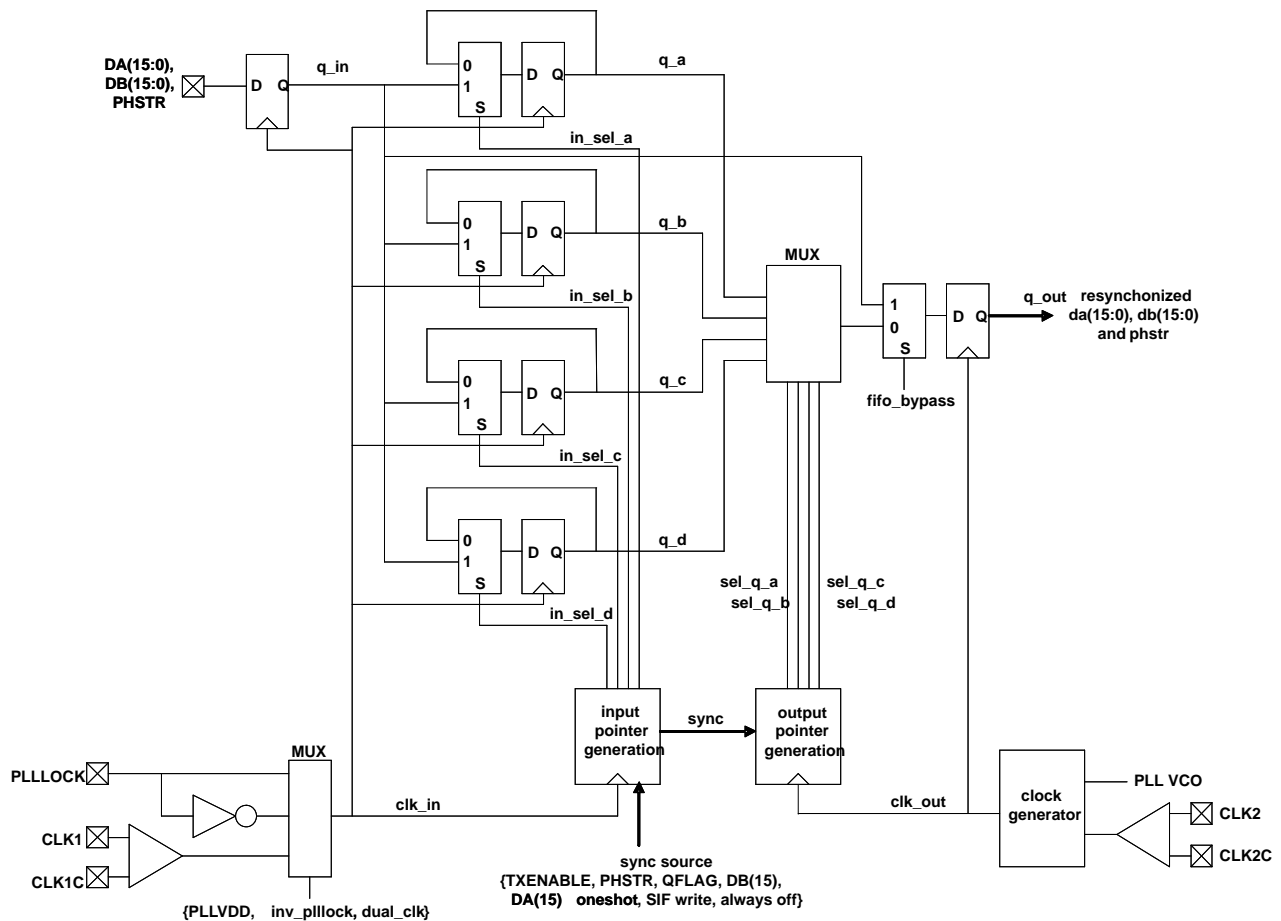 DA(15:0),
DB(15:0),
PHSTR
D Q
q_in
0
1
S
D Q
q_a
in_sel_a
0
1
S
D Q
q_b
in_sel_b
0
1
S
D Q
q_c
in_sel_c
0
1
S
D Q
q_d
in_sel_d
MUX
1
0
S
fifo_bypass
D Q
q_out
resynchonized
da(15:0), db(15:0)
and phstr
sel_q_a
sel_q_b
sel_q_c
sel_q_d
input
pointer
generation
sync
output
pointer
generation
PLLLOCK
CLK1
CLK1C
MUX
clk_in
{PLLVDD, inv_plllock, dual_clk}
sync source
{TXENABLE, PHSTR, QFLAG, DB(15),
DA(15) oneshot, SIF write, always off}
clk_out
clock
generator
PLL VCO
CLK2
CLK2C